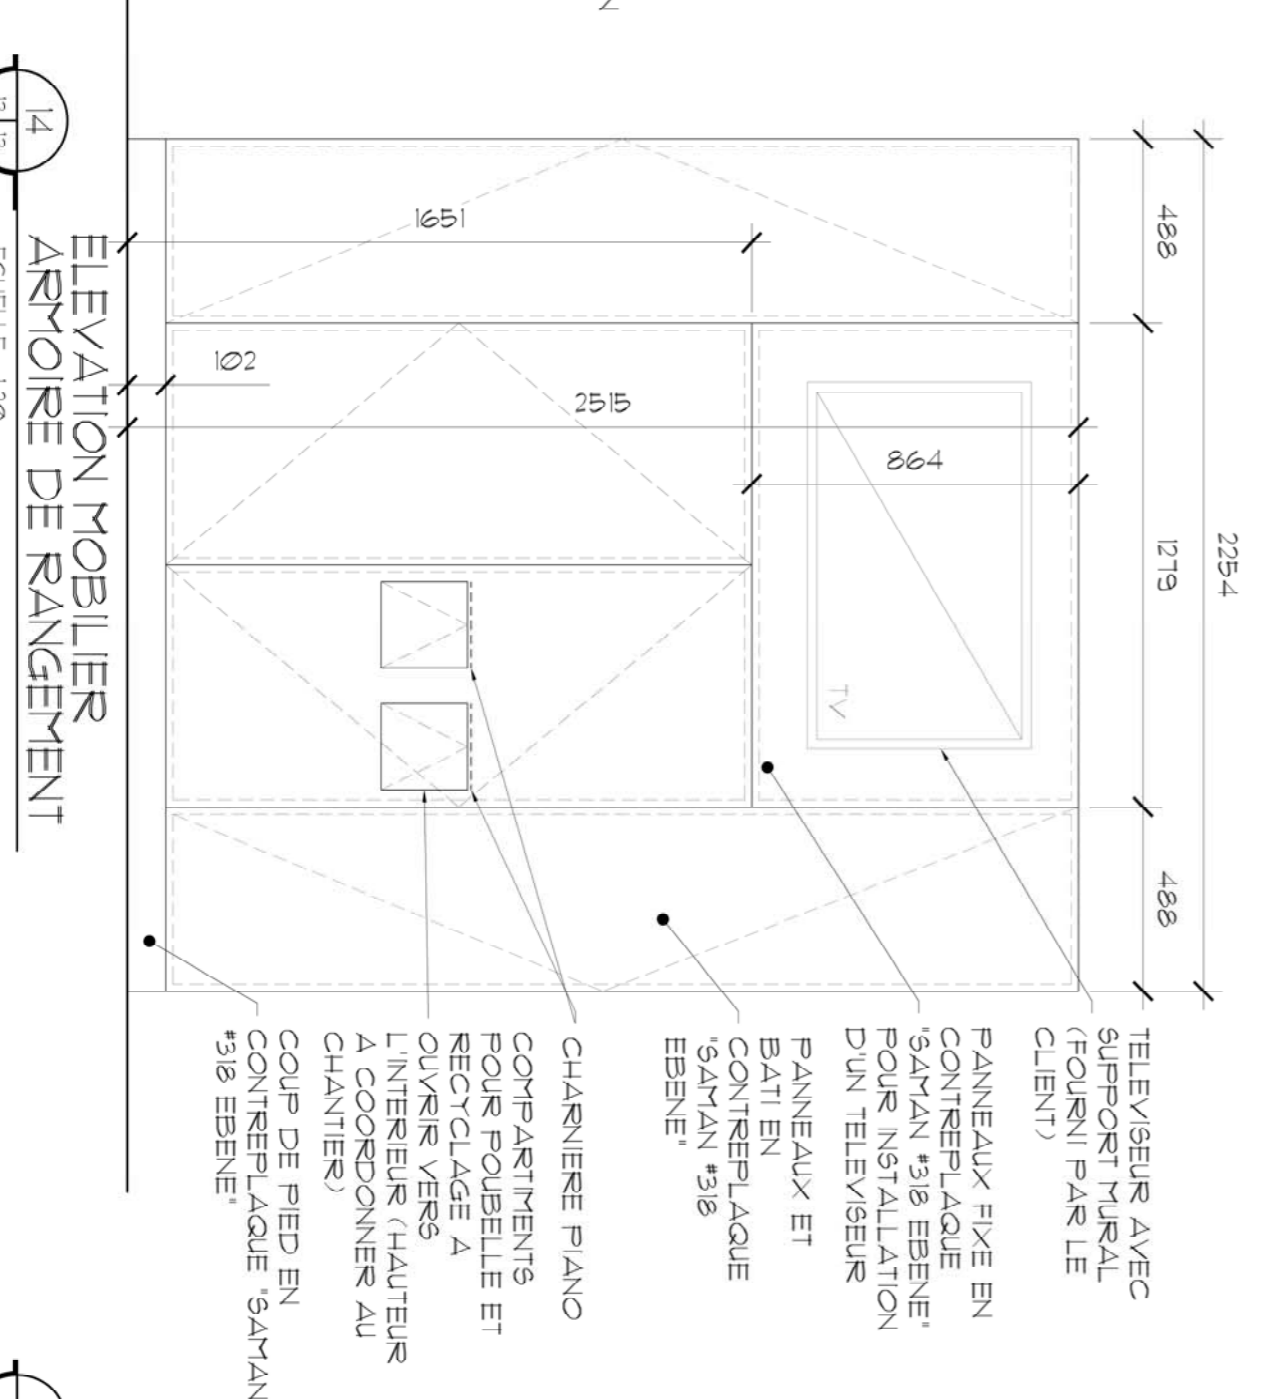 14
ELEVATION MOBILIER
ARMOIRE DE RANGEMENT
2254
488
1279
488
1651
102
2515
864
TV
TELEVISEUR AVEC
SUPPORT MURAL
(FOURNI PAR LE
CLIENT)
PANNEAUX FIXE EN
CONTREPLAQUE
"SAMAN #318 EBENE"
POUR INSTALLATION
D'UN TELEVISEUR
PANNEAUX ET
BATI EN
CONTREPLAQUE
"SAMAN #318
EBENE"
CHARNIERE PIANO
COMPARTIMENTS
POUR POUBELLE ET
RECYCLAGE A
OUVRIR VERS
L'INTERIEUR (HAUTEUR
A COORDONNER AU
CHANTIER)
COUP DE PIED EN
CONTREPLAQUE "SAMAN
#318 EBENE"